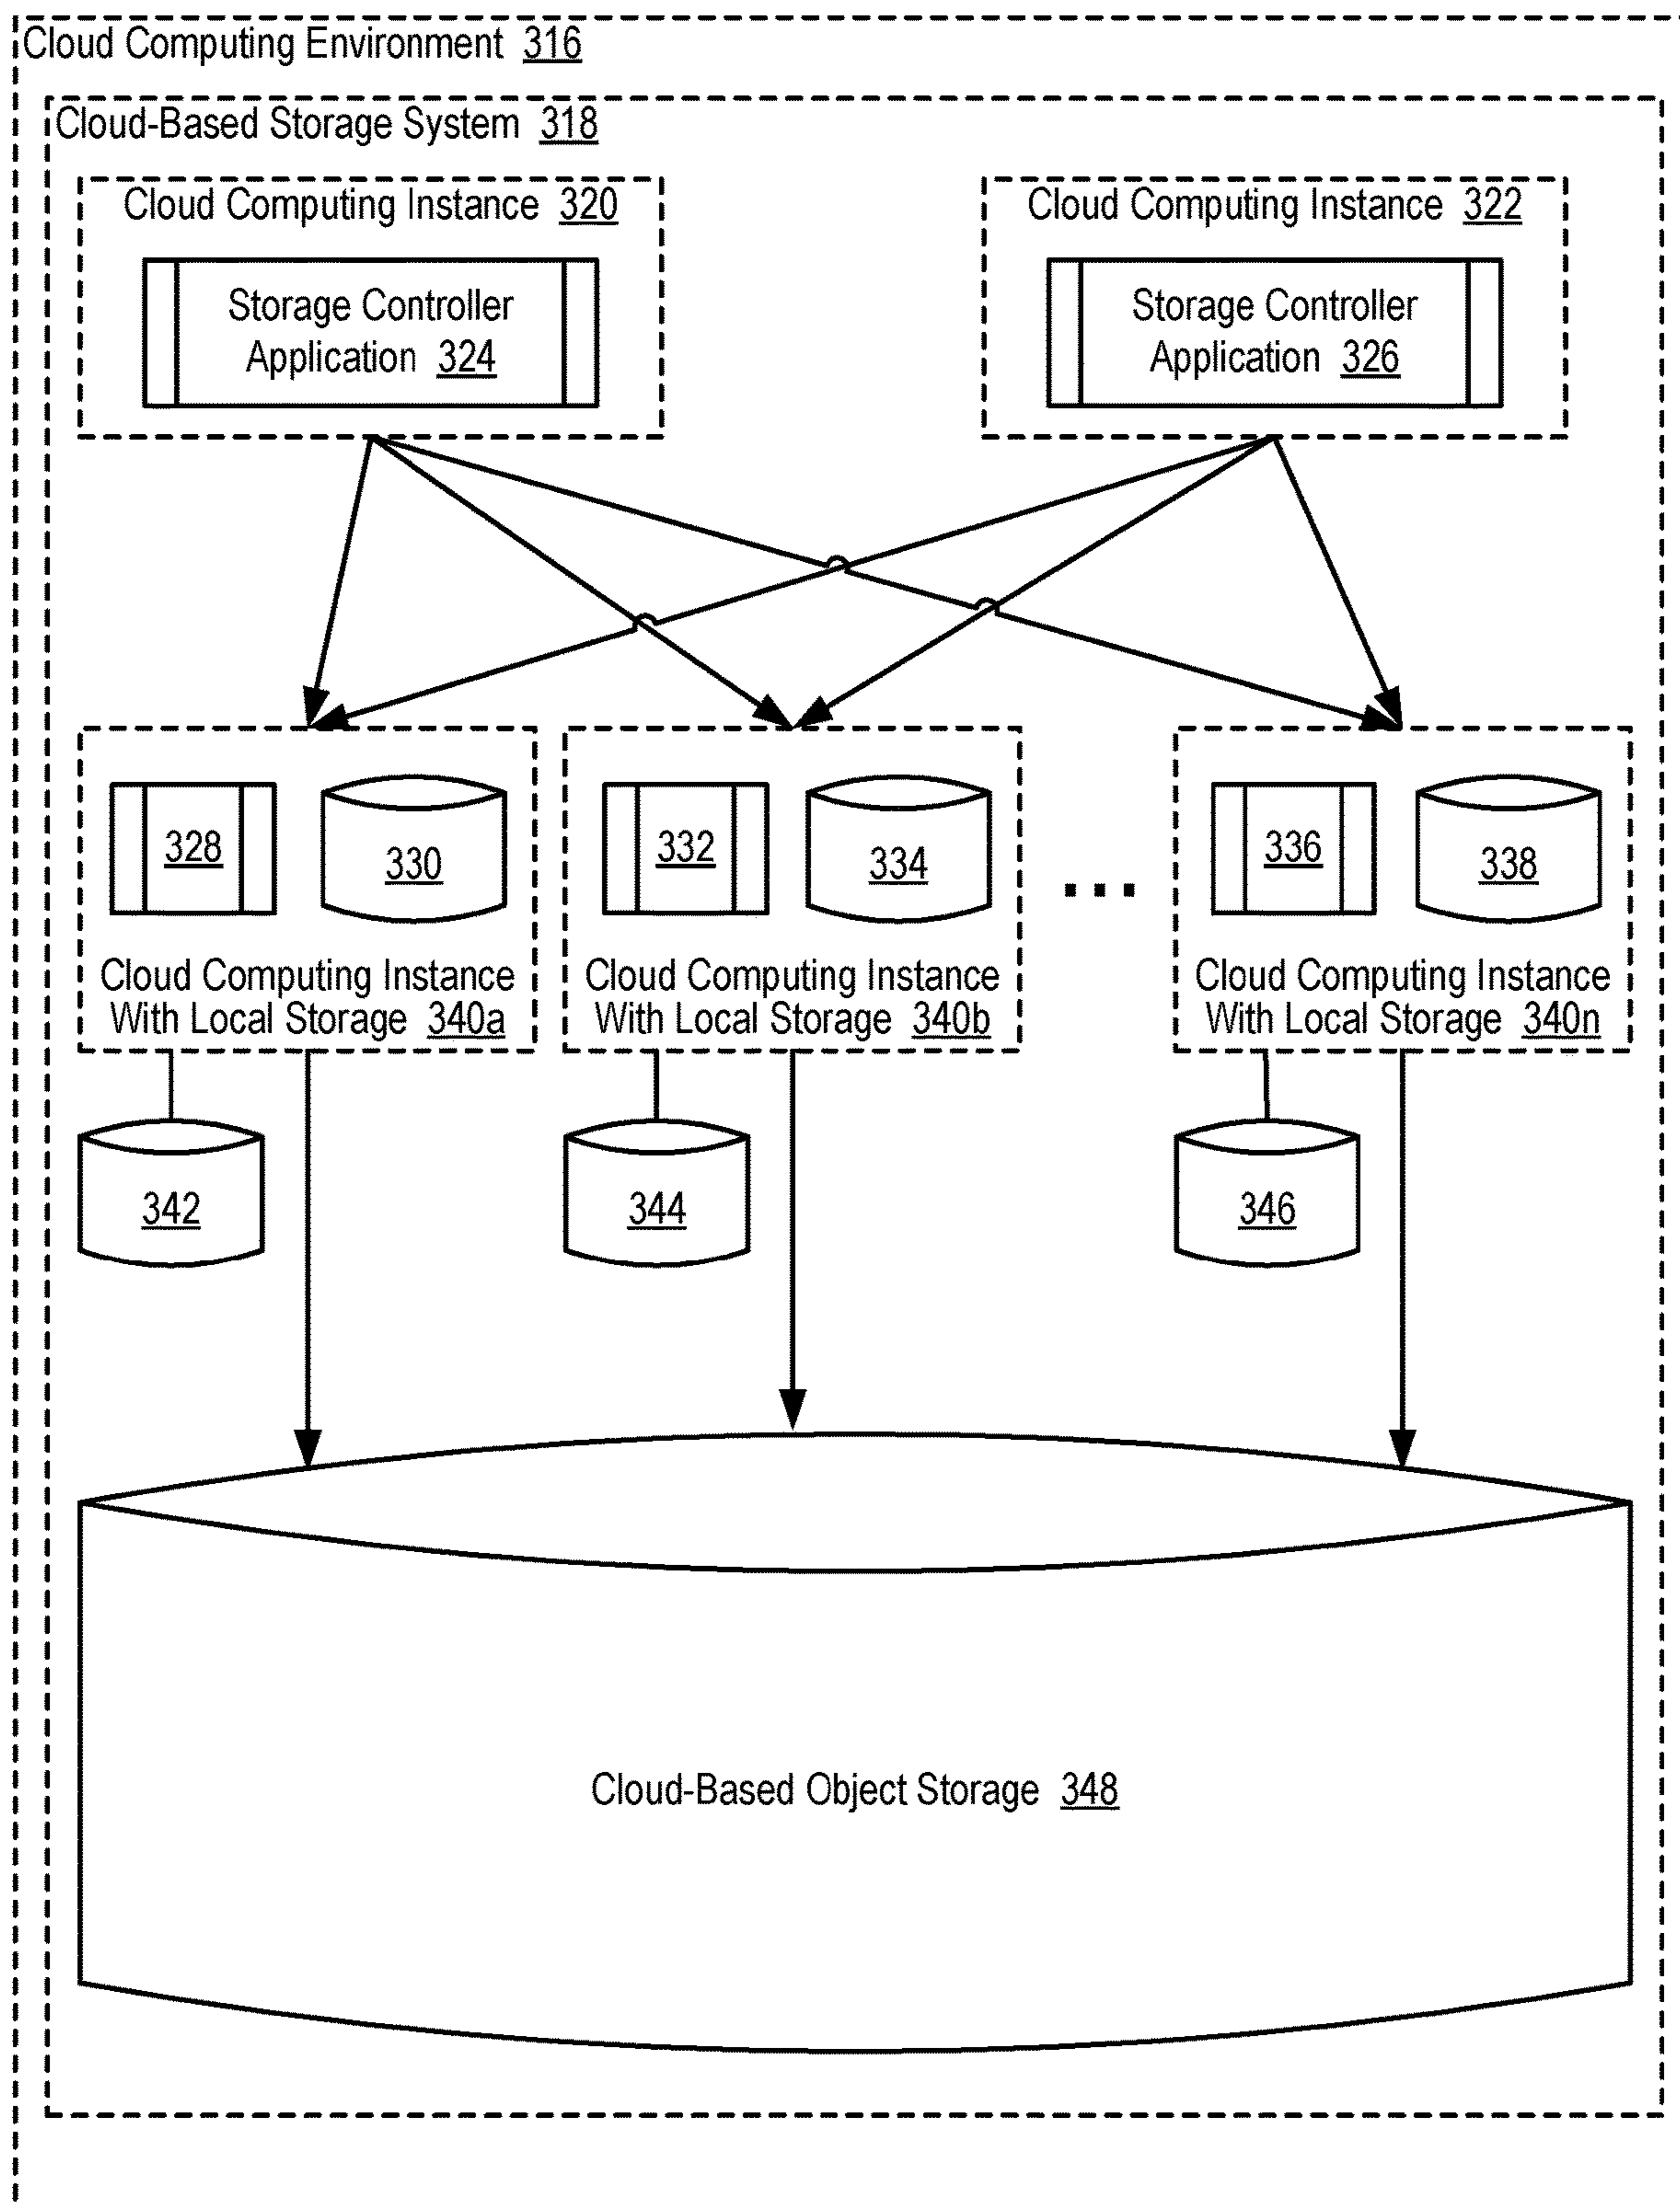 Cloud Computing Environment 316
Cloud-Based Storage System 318
Cloud Computing Instance 320
Storage Controller
Application 324
Cloud Computing Instance 322
Storage Controller
Application 326
328
330
Cloud Computing Instance
With Local Storage 340a
332
334
Cloud Computing Instance
With Local Storage 340b
...
336
338
Cloud Computing Instance
With Local Storage 340n
342
344
346
Cloud-Based Object Storage 348